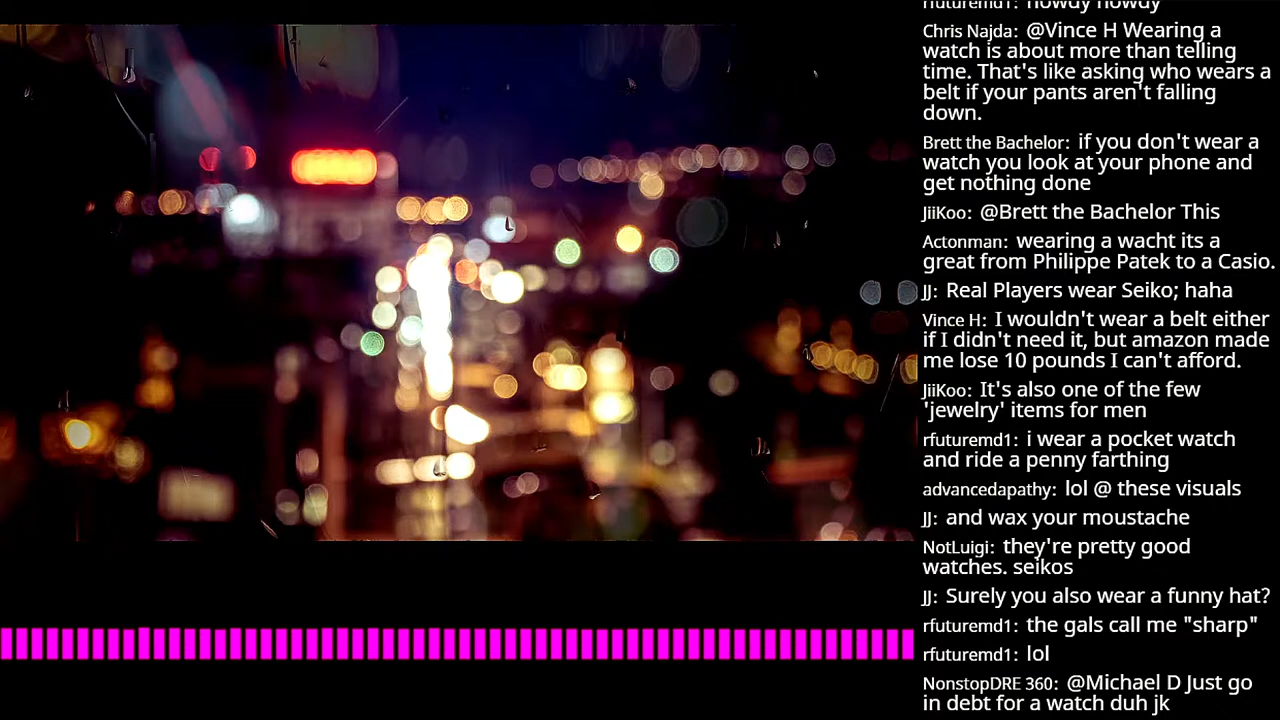 rfuturemd1: howdy howdy
Chris Najda: @Vince H Wearing a
watch is about more than telling
time. That's like asking who wears a
belt if your pants aren't falling
down.
Brett the Bachelor: if you don't wear a
watch you look at your phone and
get nothing done
JiiKoo: @Brett the Bachelor This
Actonman: wearing a wacht its a
great from Philippe Patek to a Casio.
JJ: Real Players wear Seiko; haha
Vince H: I wouldn't wear a belt either
if I didn't need it, but amazon made
me lose 10 pounds I can't afford.
JiiKoo: It's also one of the few
'jewelry' items for men
rfuturemd1: i wear a pocket watch
and ride a penny farthing
advancedapathy: lol @ these visuals
JJ: and wax your moustache
NotLuigi: they're pretty good
watches. seikos
JJ: Surely you also wear a funny hat?
rfuturemd1: the gals call me "sharp"
rfuturemd1: lol
NonstopDRE 360: @Michael D Just go
in debt for a watch duh jk